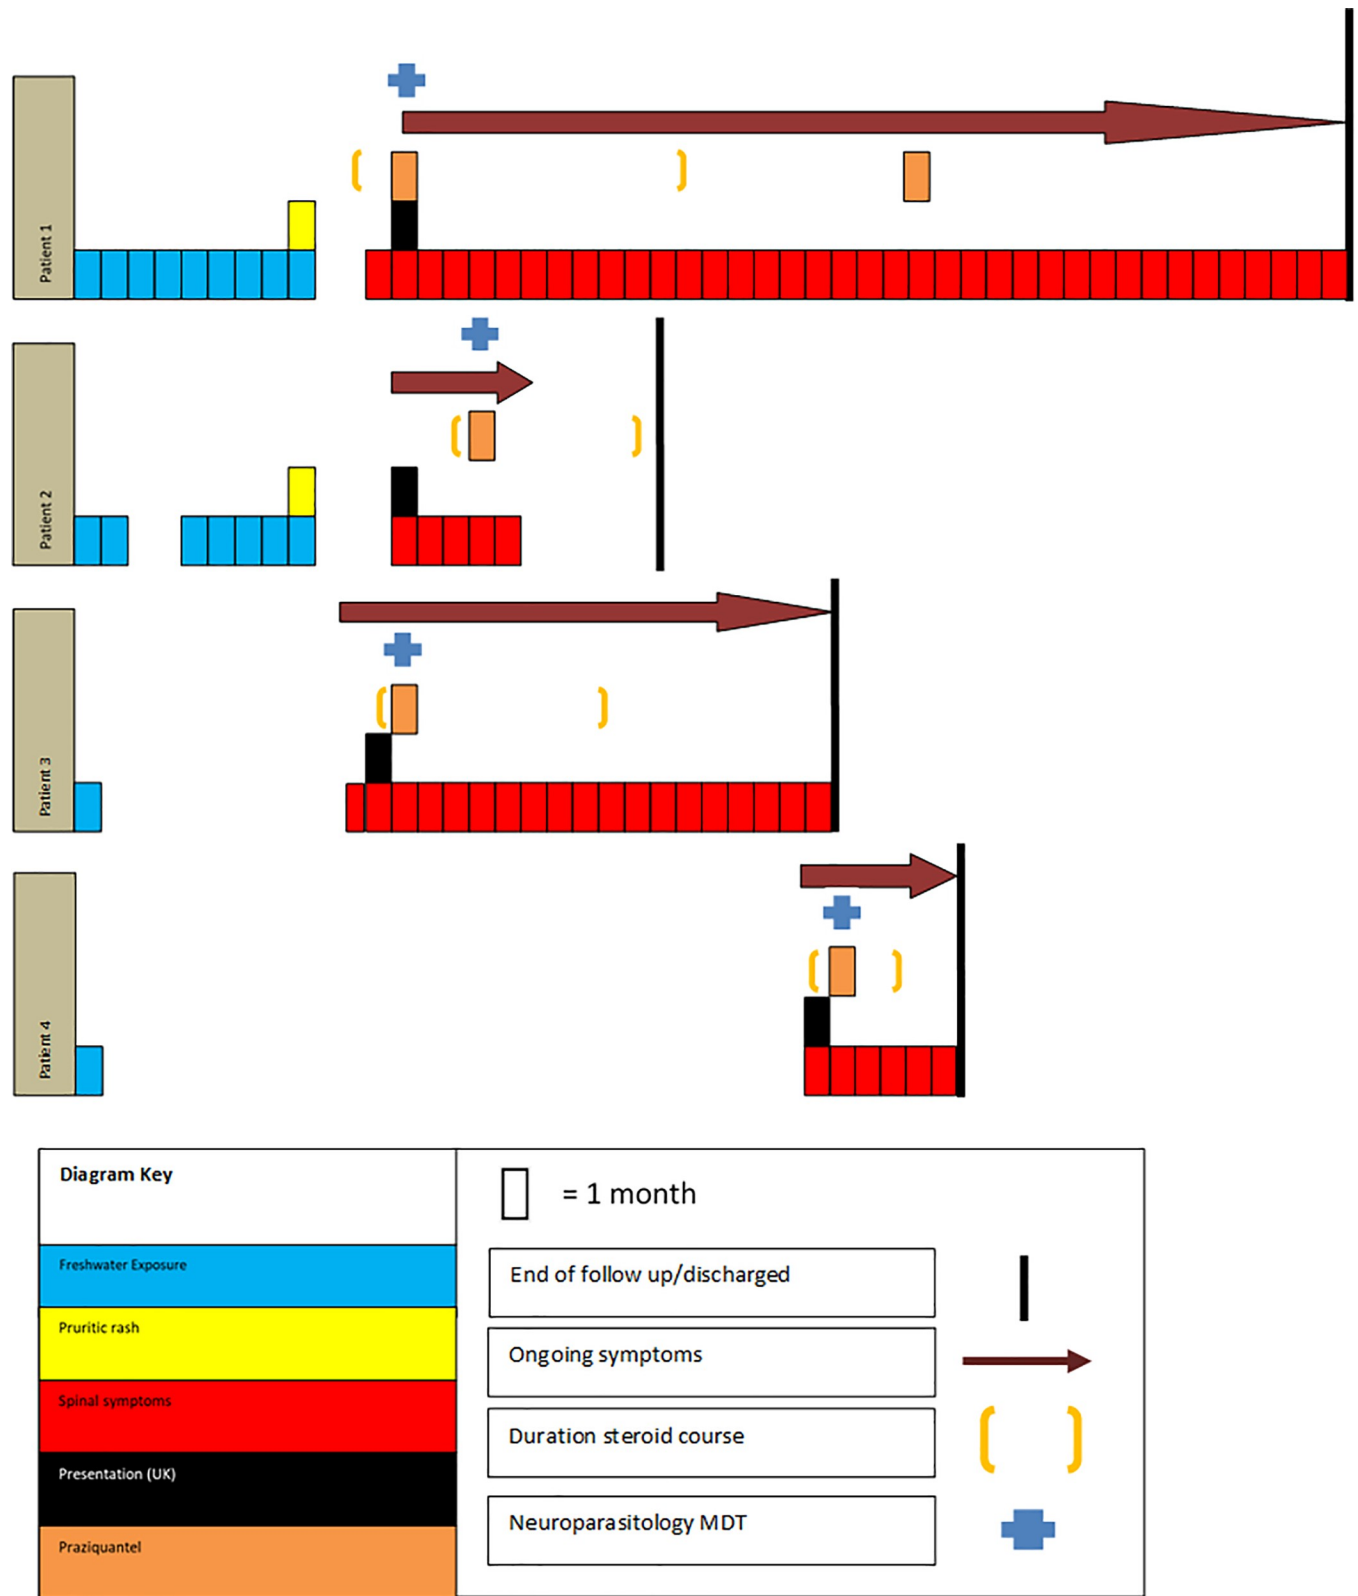 Patient 1
Patient 2
Patient 3
Patient 4
Diagram Key
Freshwater Exposure
Pruritic rash
Spinal symptoms
Presentation (UK)
Praziquantel
= 1 month
End of follow up/discharged
Ongoing symptoms
Duration steroid course
Neuroparasitology MDT